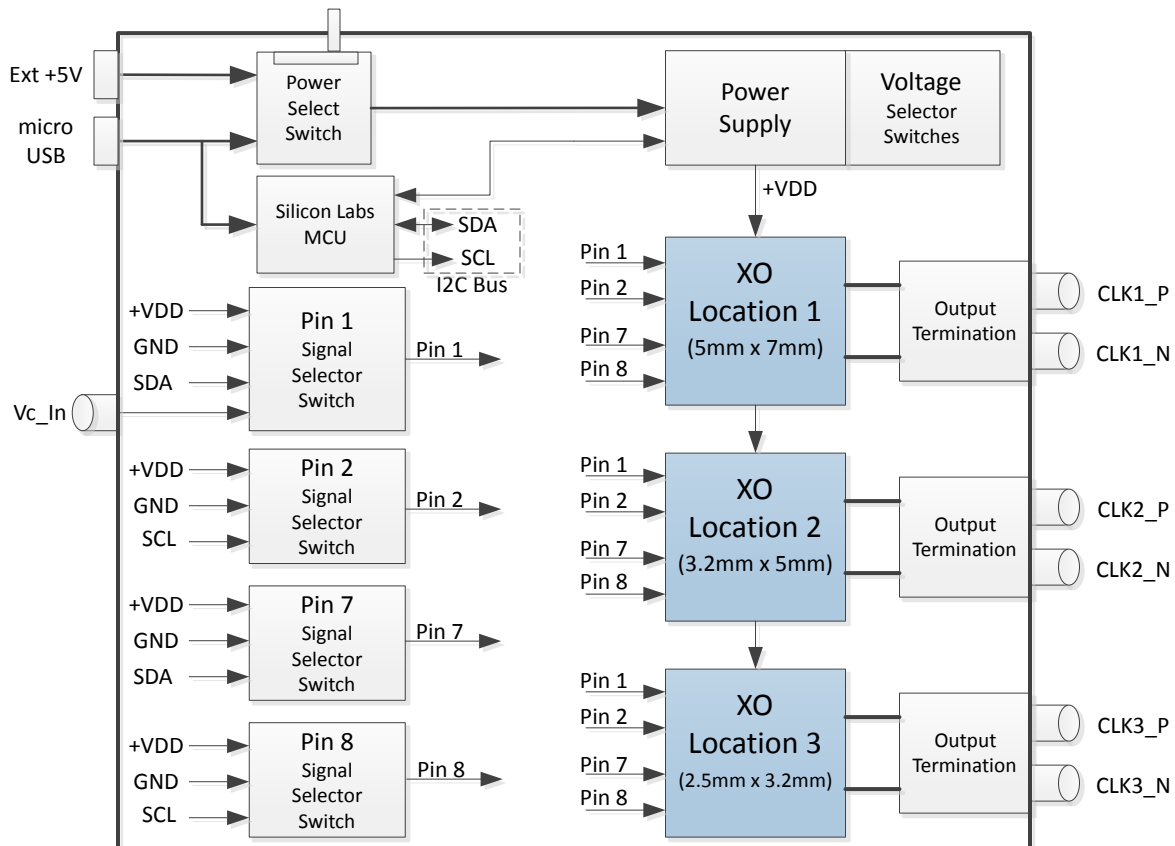 Ext +5V
micro
USB
Power
Select
Switch
Power
Supply
Voltage
Selector
Switches
+VDD
Silicon Labs
MCU
SDA
SCL
I2C Bus
+VDD
GND
SDA
Vc_In
Pin 1
Signal
Selector
Switch
Pin 1
+VDD
GND
SCL
Pin 2
Signal
Selector
Switch
Pin 2
+VDD
GND
SDA
Pin 7
Signal
Selector
Switch
Pin 7
+VDD
GND
SCL
Pin 8
Signal
Selector
Switch
Pin 8
Pin 1
Pin 2
Pin 7
Pin 8
XO
Location 1
(5mm x 7mm)
Output
Termination
CLK1_P
CLK1_N
Pin 1
Pin 2
Pin 7
Pin 8
XO
Location 2
(3.2mm x 5mm)
Output
Termination
CLK2_P
CLK2_N
Pin 1
Pin 2
Pin 7
Pin 8
XO
Location 3
(2.5mm x 3.2mm)
Output
Termination
CLK3_P
CLK3_N